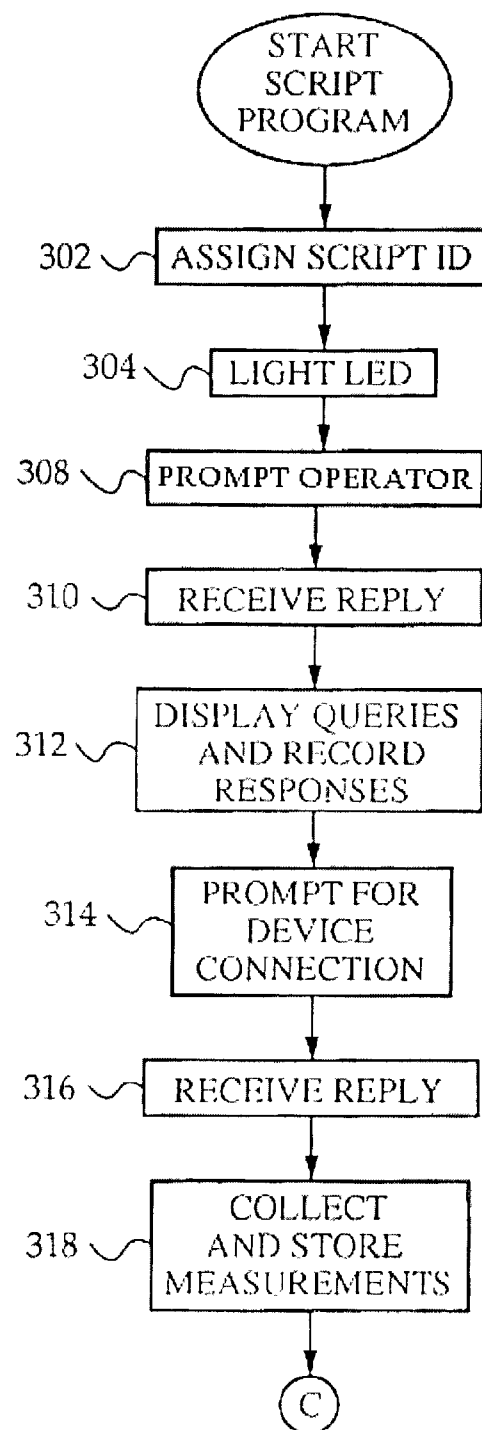 START
SCRIPT
PROGRAM
302
ASSIGN SCRIPT ID
304
LIGHT LED
308
PROMPT OPERATOR
310
RECEIVE REPLY
312
DISPLAY QUERIES
AND RECORD
RESPONSES
314
PROMPT FOR
DEVICE
CONNECTION
316
RECEIVE REPLY
318
COLLECT
AND STORE
MEASUREMENTS
C